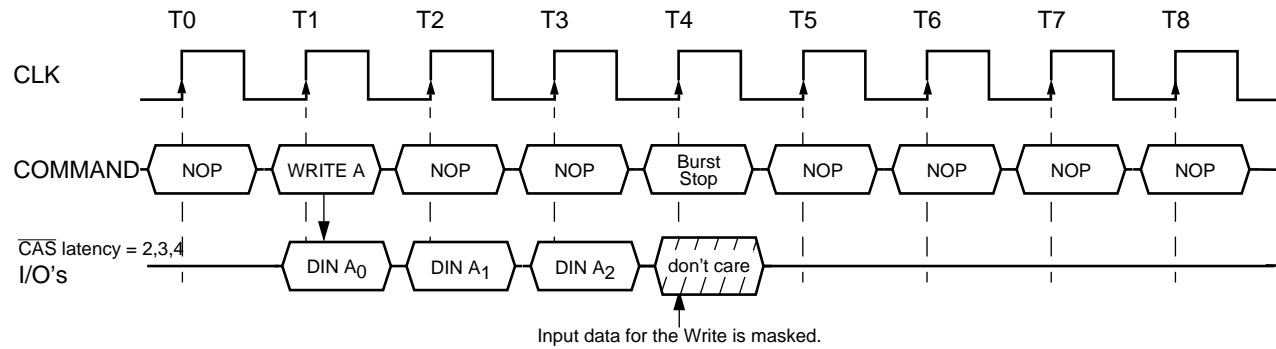 T0 T1 T2 T3 T4 T5 T6 T7 T8
CLK
COMMAND NOP WRITE A NOP NOP Burst Stop NOP NOP NOP NOP
CAS latency = 2,3,4
I/O's DIN A0 DIN A1 DIN A2 don't care
Input data for the Write is masked.